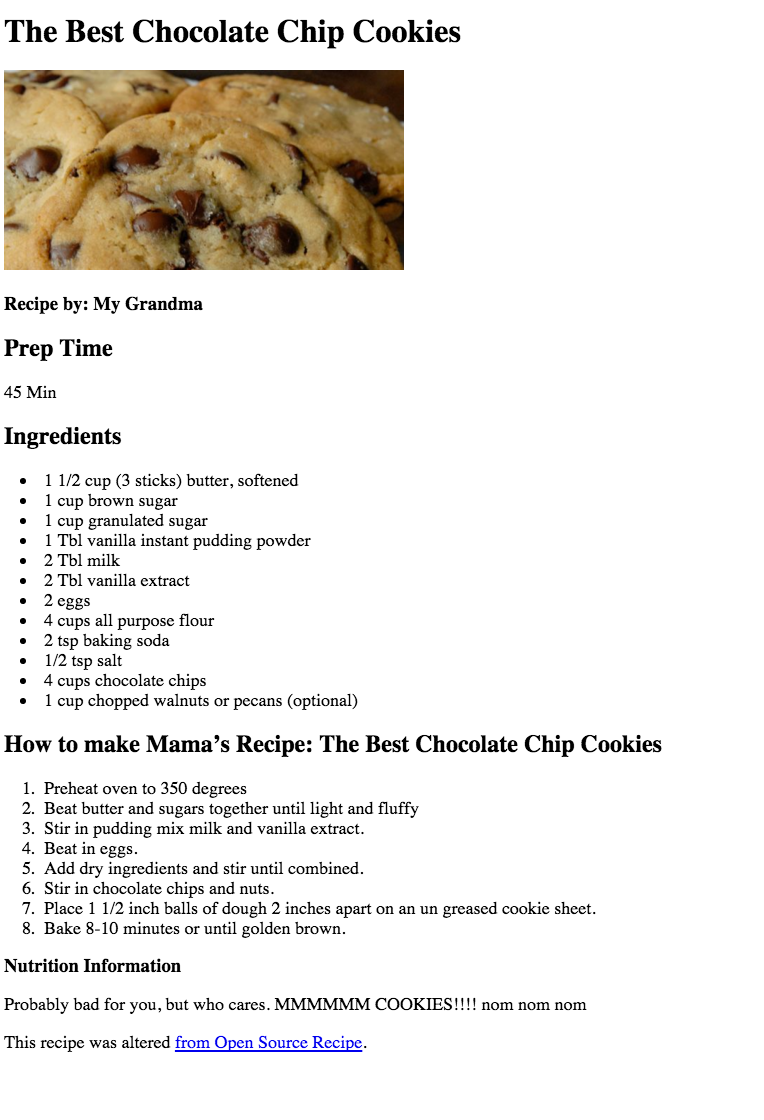 The Best Chocolate Chip Cookies
Recipe by: My Grandma
Prep Time
45 Min
Ingredients
• 1 1/2 cup (3 sticks) butter, softened
• 1 cup brown sugar
• 1 cup granulated sugar
• 1 Tbl vanilla instant pudding powder
• 2 Tbl milk
• 2 Tbl vanilla extract
• 2 eggs
• 4 cups all purpose flour
• 2 tsp baking soda
• 1/2 tsp salt
• 4 cups chocolate chips
• 1 cup chopped walnuts or pecans (optional)
How to make Mama’s Recipe: The Best Chocolate Chip Cookies
1. Preheat oven to 350 degrees
2. Beat butter and sugars together until light and fluffy
3. Stir in pudding mix milk and vanilla extract.
4. Beat in eggs.
5. Add dry ingredients and stir until combined.
6. Stir in chocolate chips and nuts.
7. Place 1 1/2 inch balls of dough 2 inches apart on an un greased cookie sheet.
8. Bake 8-10 minutes or until golden brown.
Nutrition Information
Probably bad for you, but who cares. MMMMMM COOKIES!!!! nom nom nom
This recipe was altered from Open Source Recipe.